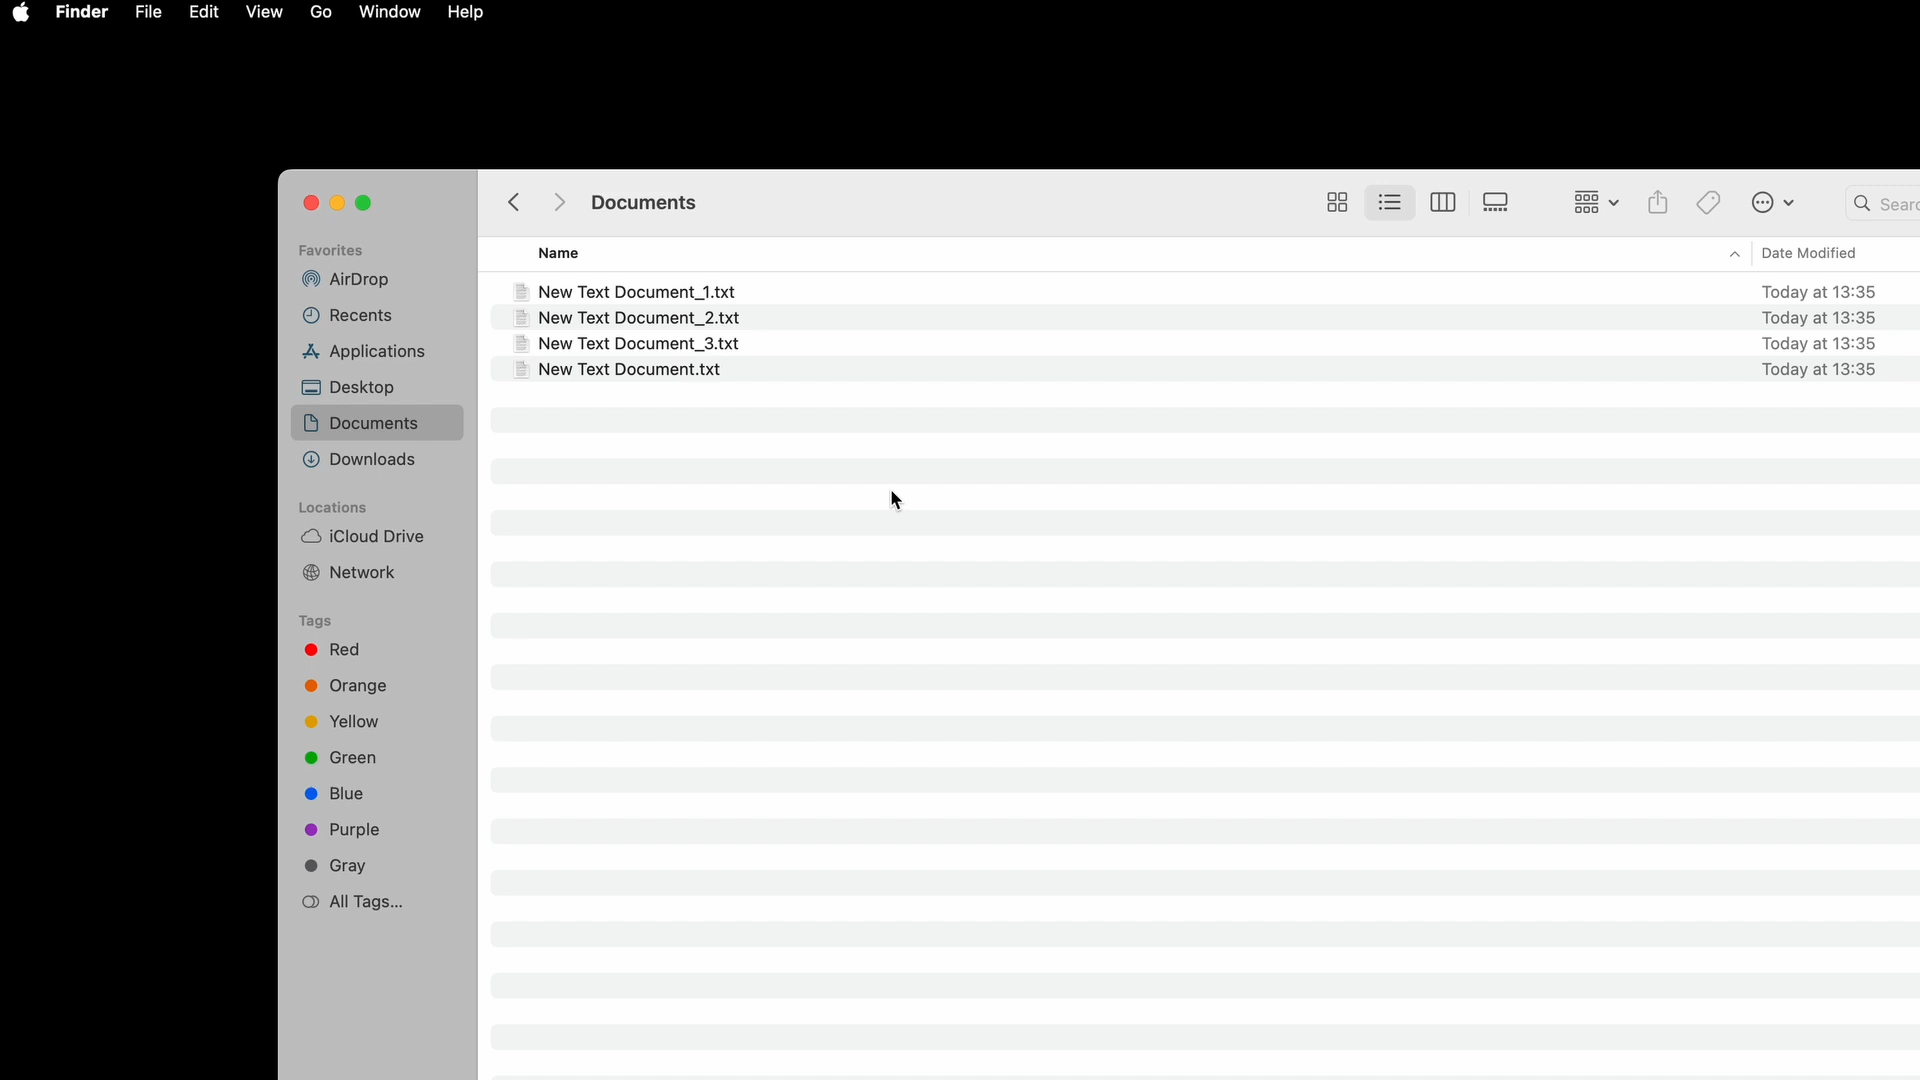 Finder File Edit View Go Window Help
Documents
Searc
Favorites
AirDrop
Recents
Applications
Desktop
Documents
Downloads
Locations
iCloud Drive
Network
Tags
Red
Orange
Yellow
Green
Blue
Purple
Gray
All Tags...
Name Date Modified
New Text Document_1.txt Today at 13:35
New Text Document_2.txt Today at 13:35
New Text Document_3.txt Today at 13:35
New Text Document.txt Today at 13:35